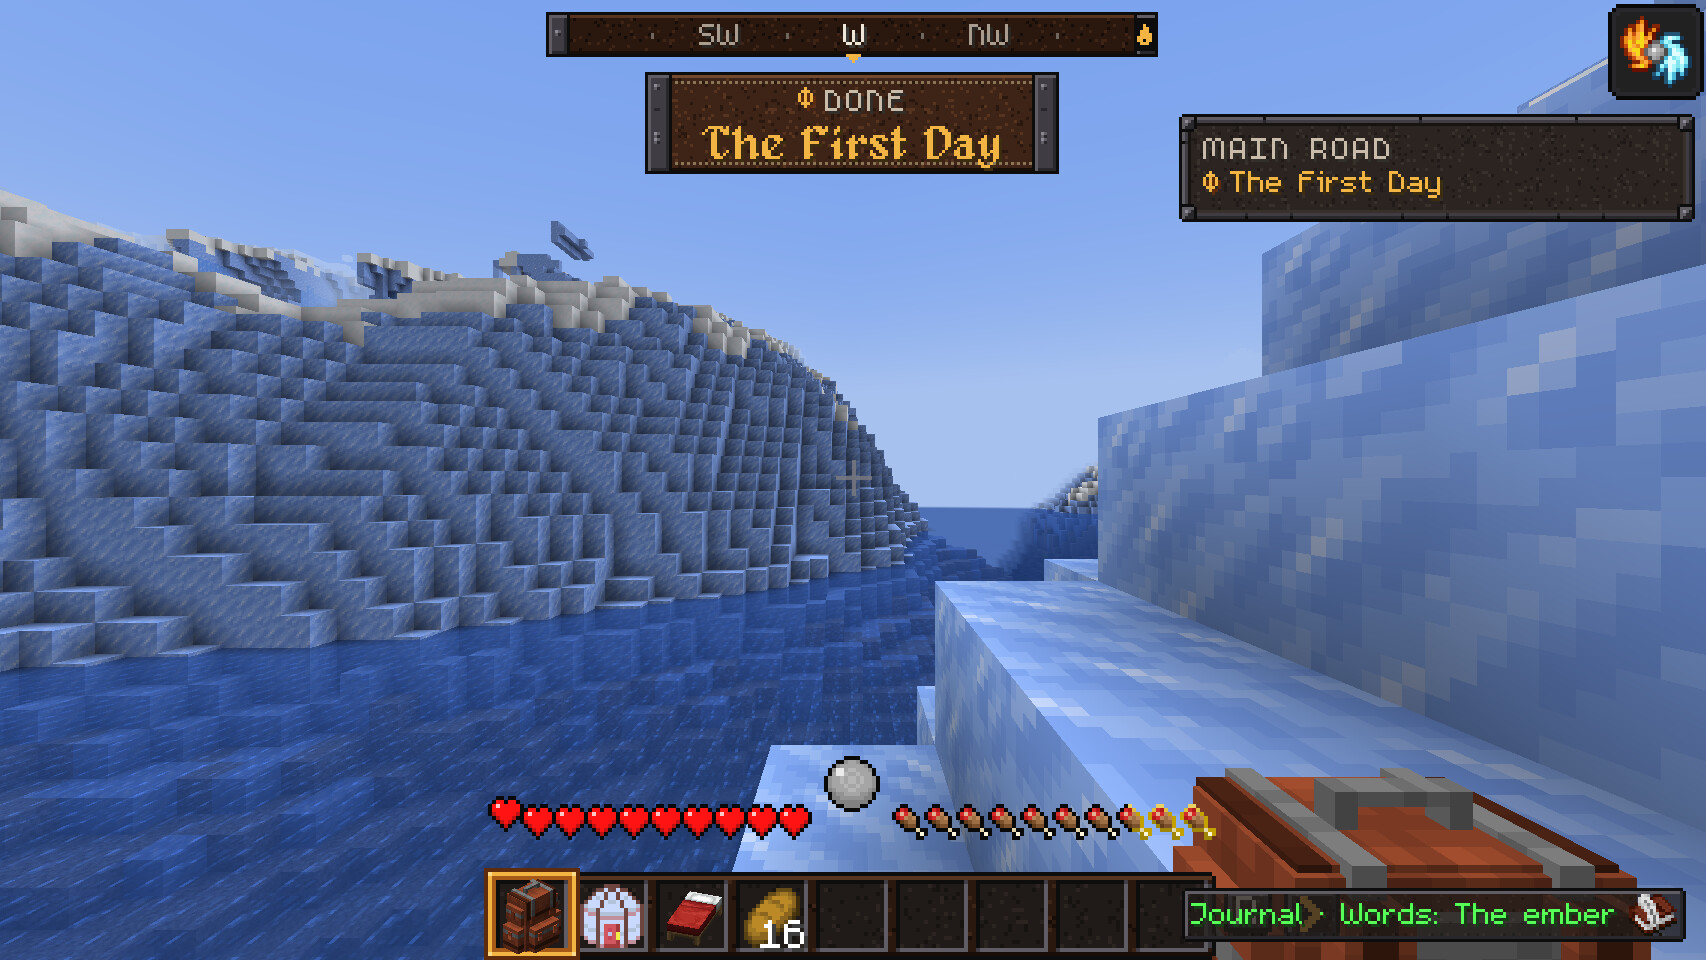 SW W NW
DONE
The First Day
MAIN ROAD
The First Day
16
Journal · Words: The ember